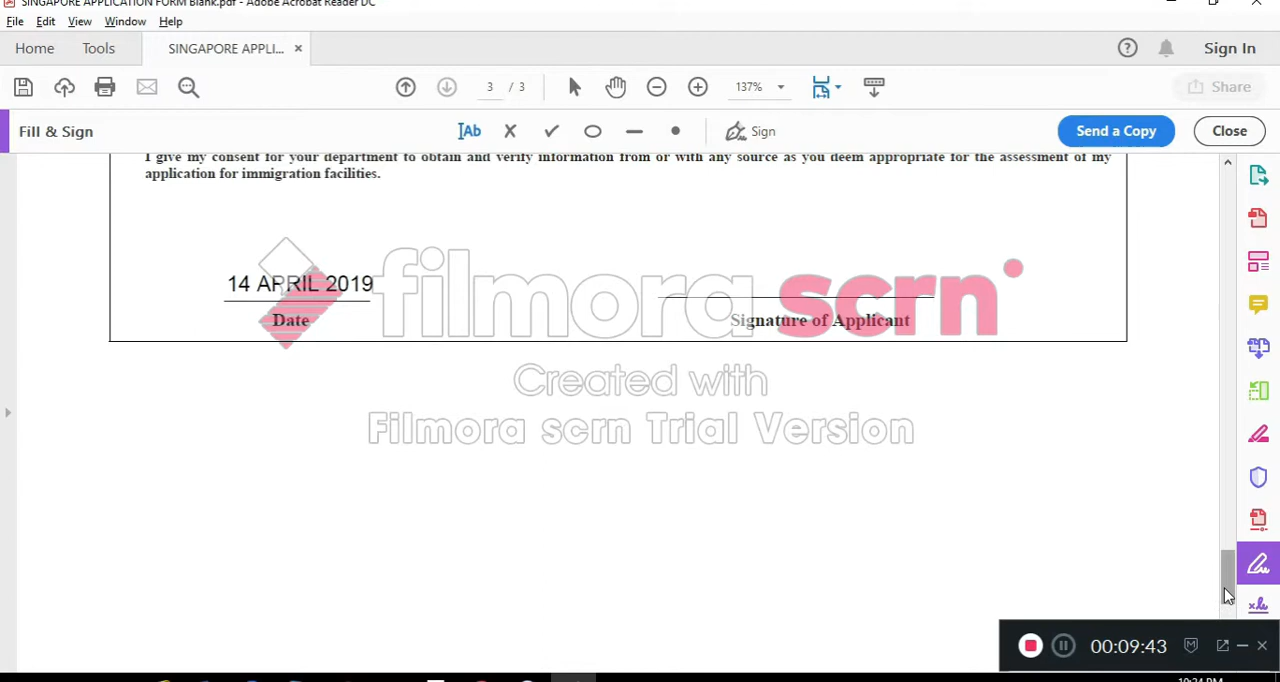 SINGAPORE APPLICATION FORM Blank.pdf - Adobe Acrobat Reader DC
File Edit View Window Help
Home Tools SINGAPORE APPLI... × Sign In
3 / 3 137% Share
Fill & Sign Ab Sign Send a Copy Close
I give my consent for your department to obtain and verify information from or with any source as you deem appropriate for the assessment of my
application for immigration facilities.
14 APRIL 2019
filmora scrn
Date Signature of Applicant
Created with
Filmora scrn Trial Version
00:09:43
10:24 PM